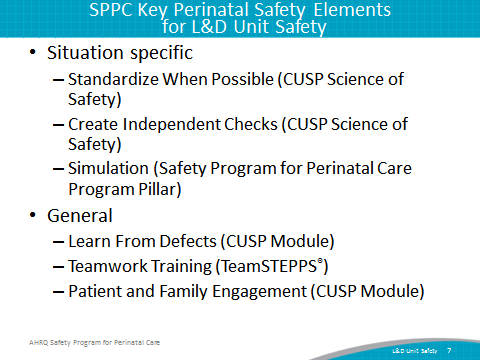 SPPC Key Perinatal Safety Elements
for L&D Unit Safety
• Situation specific
– Standardize When Possible (CUSP Science of
Safety)
– Create Independent Checks (CUSP Science of
Safety)
– Simulation (Safety Program for Perinatal Care
Program Pillar)
• General
– Learn From Defects (CUSP Module)
– Teamwork Training (TeamSTEPPS®)
– Patient and Family Engagement (CUSP Module)
AHRQ Safety Program for Perinatal Care
L&D Unit Safety 7